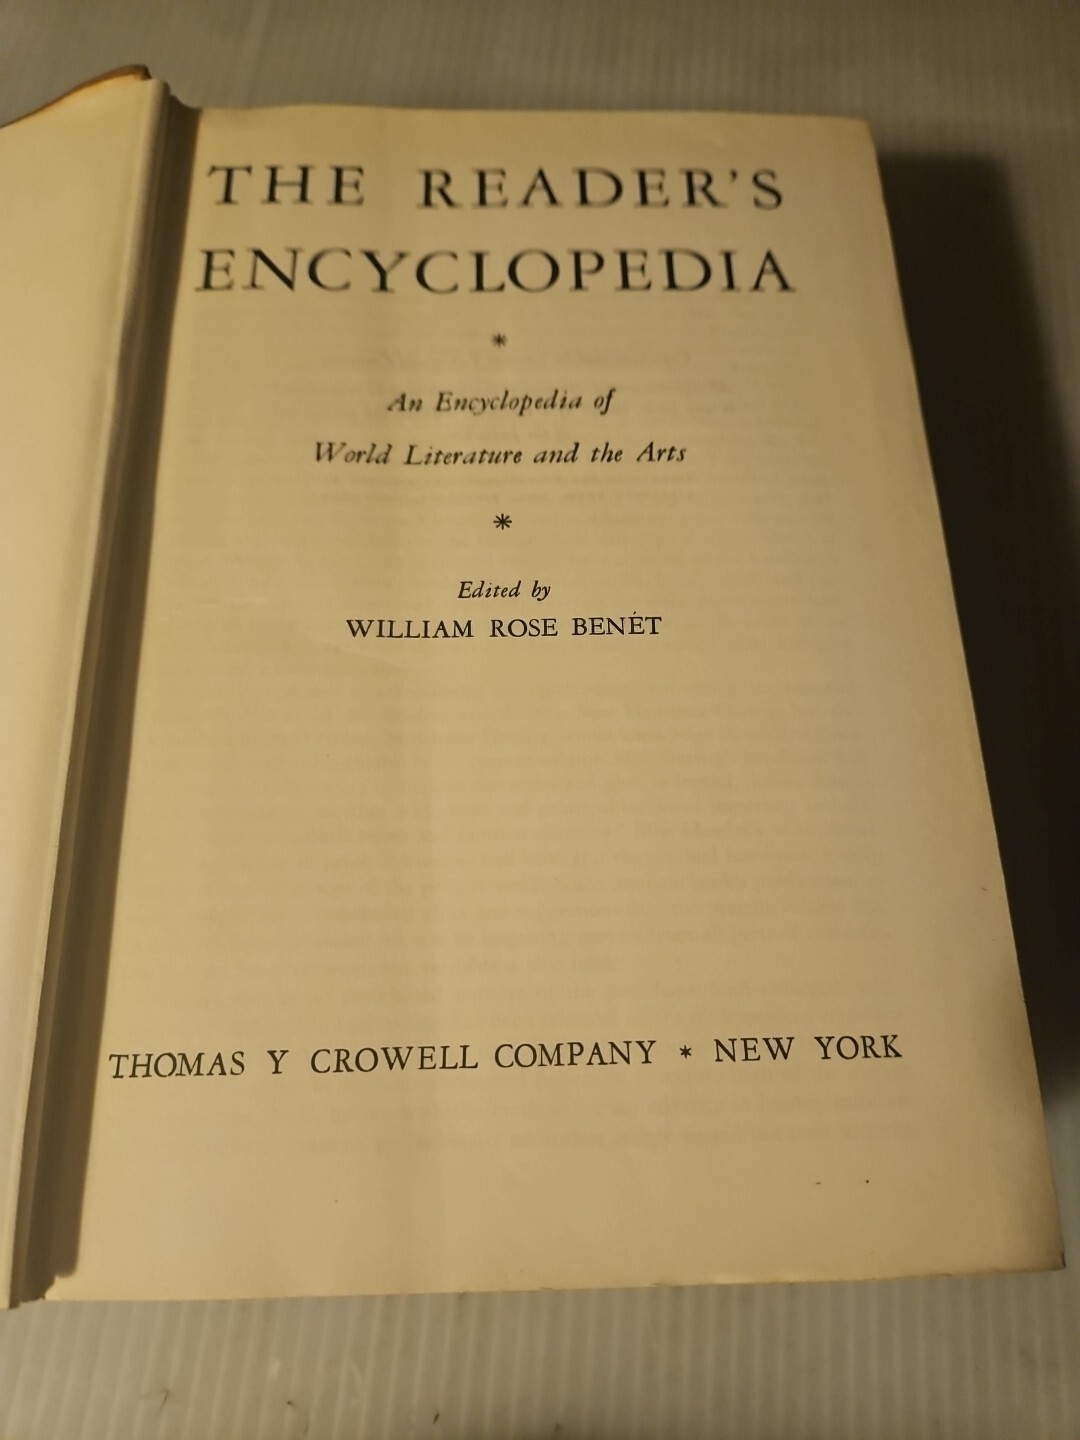 THE READER'S
ENCYCLOPEDIA
*
An Encyclopedia of
World Literature and the Arts
*
Edited by
WILLIAM ROSE BENÉT
THOMAS Y CROWELL COMPANY * NEW YORK